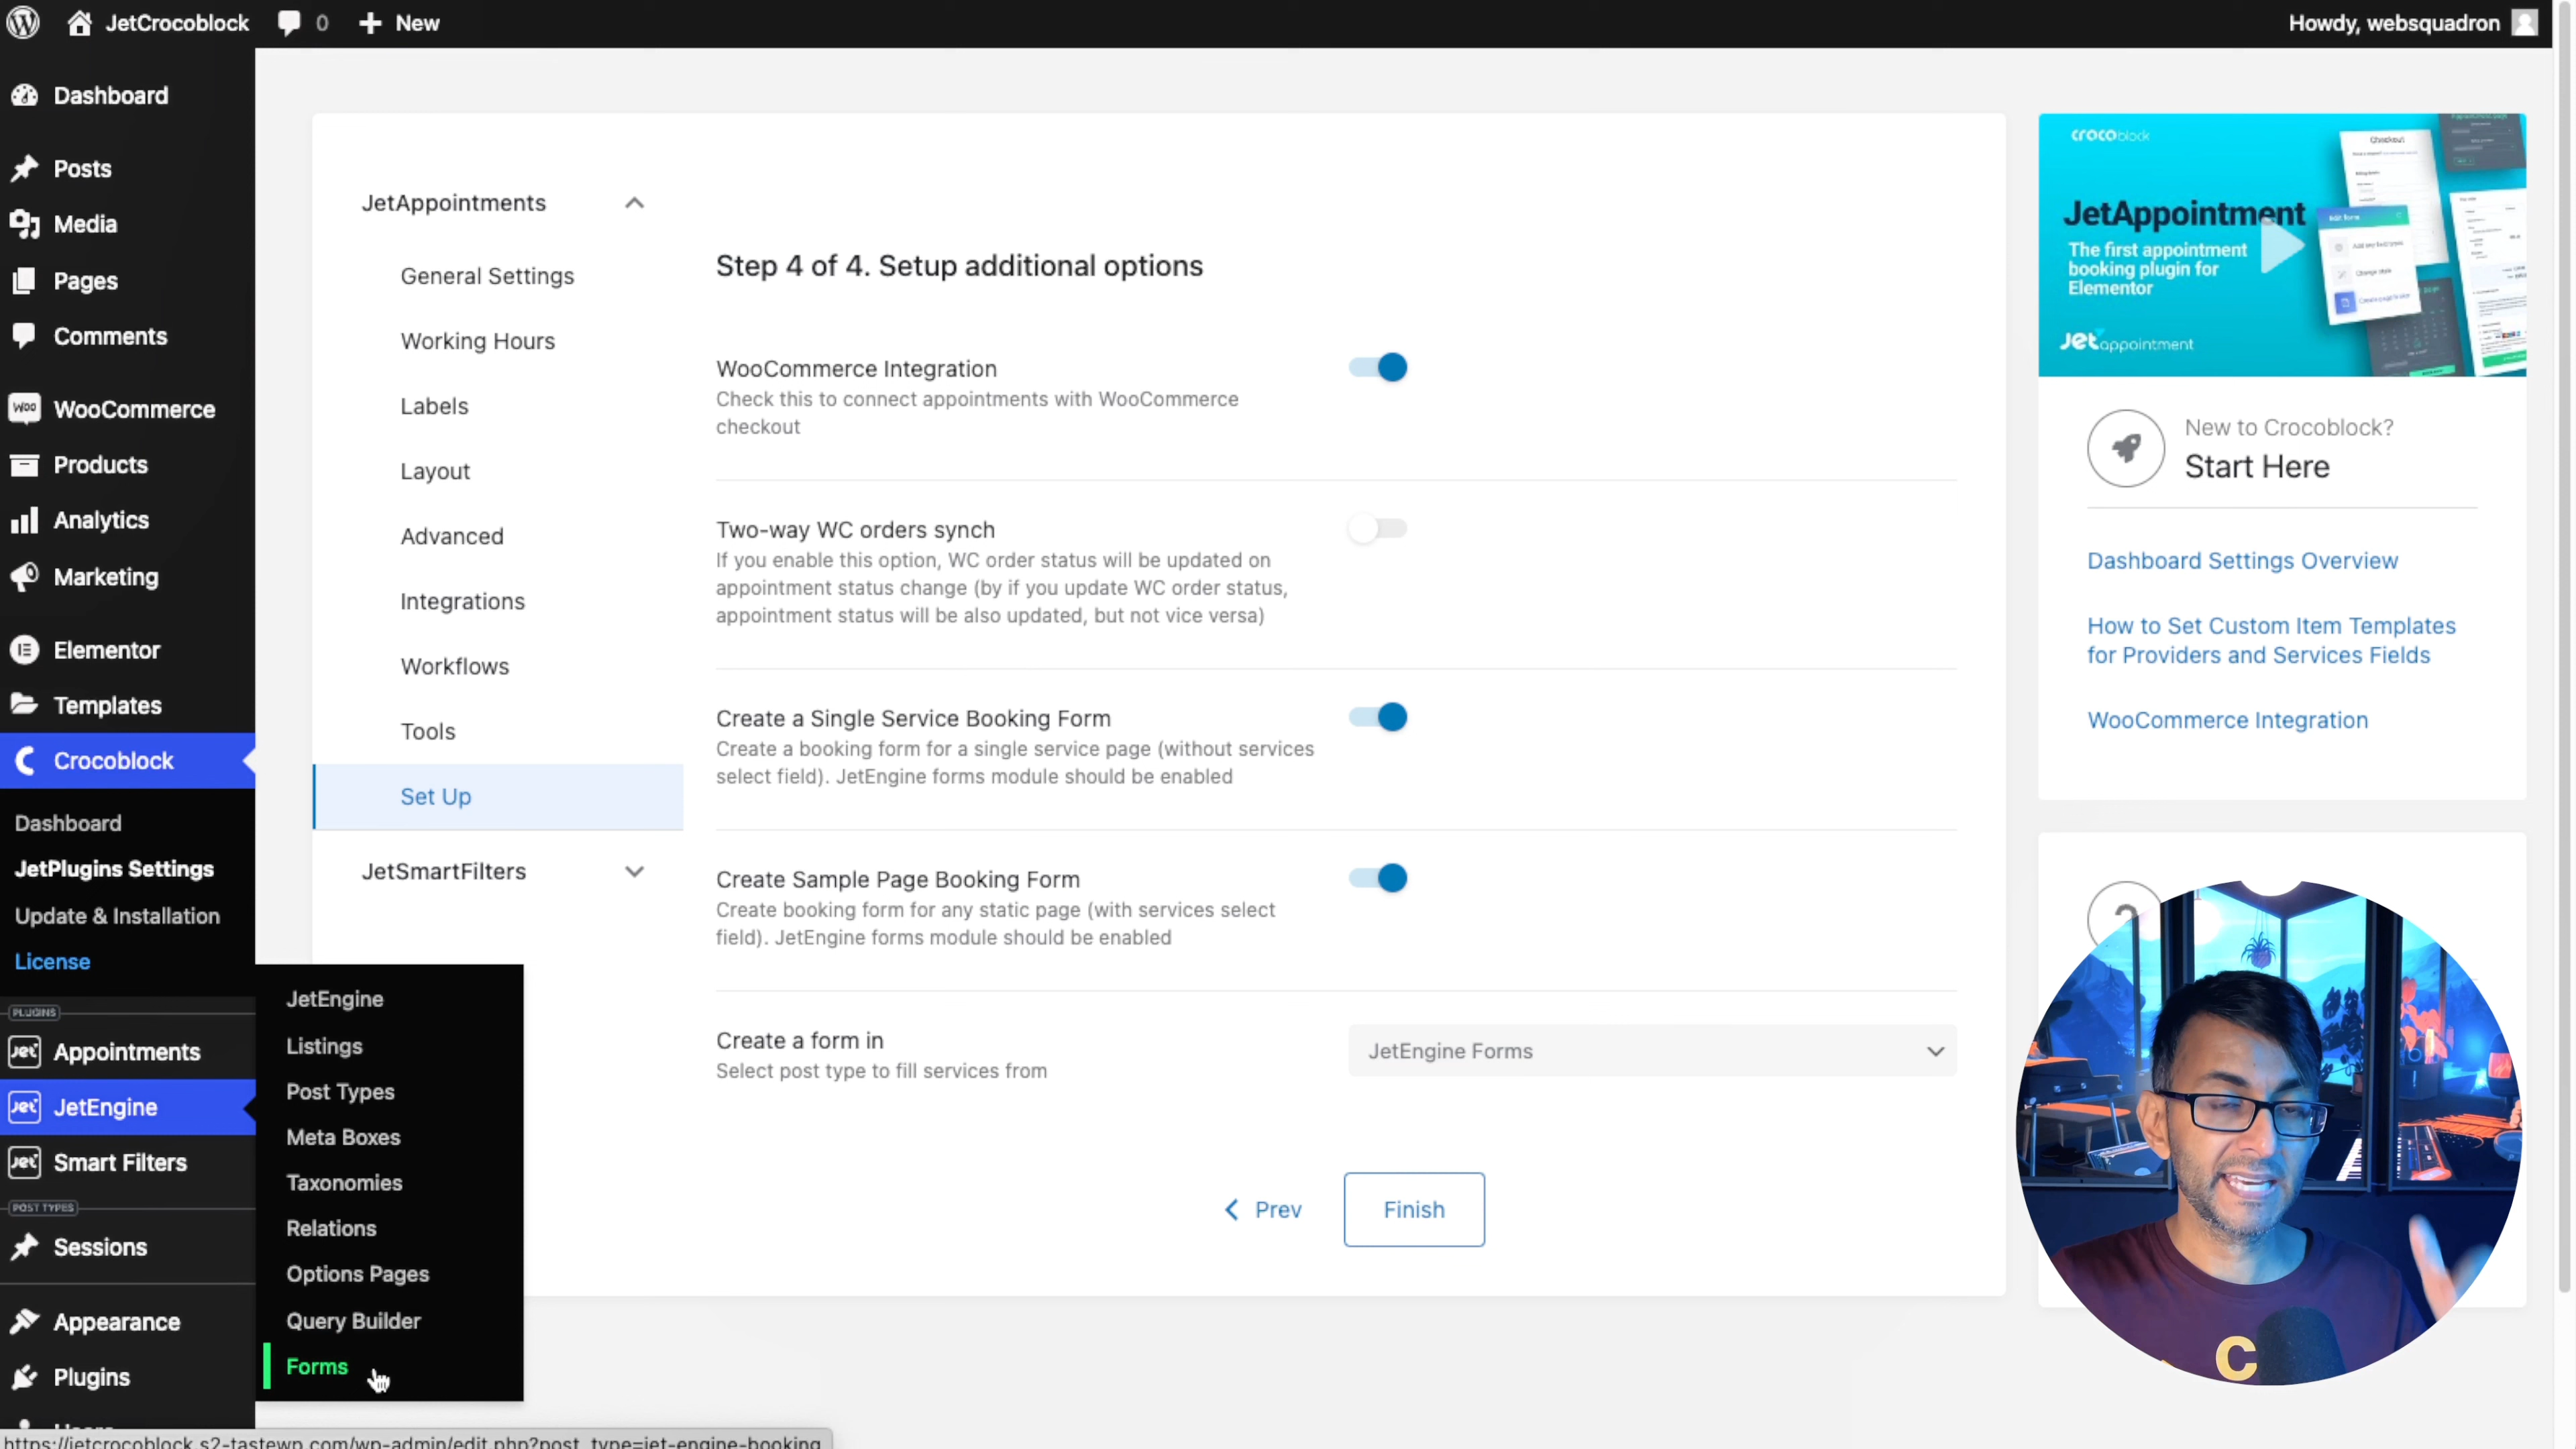 JetCrocoblock
0
New
Howdy, websquadron
Dashboard
Posts
Media
Pages
Comments
WooCommerce
Products
Analytics
Marketing
Elementor
Templates
Crocoblock
Dashboard
JetPlugins Settings
Update & Installation
License
PLUGINS
Appointments
JetEngine
Smart Filters
POST TYPES
Sessions
Appearance
Plugins
JetEngine
Listings
Post Types
Meta Boxes
Taxonomies
Relations
Options Pages
Query Builder
Forms
https://jetcrocoblock.s2-tastewp.com/wp-admin/edit.php?post_type=jet-engine-booking
JetAppointments
General Settings
Working Hours
Labels
Layout
Advanced
Integrations
Workflows
Tools
Set Up
JetSmartFilters
Step 4 of 4. Setup additional options
WooCommerce Integration
Check this to connect appointments with WooCommerce
checkout
Two-way WC orders synch
If you enable this option, WC order status will be updated on
appointment status change (by if you update WC order status,
appointment status will be also updated, but not vice versa)
Create a Single Service Booking Form
Create a booking form for a single service page (without services
select field). JetEngine forms module should be enabled
Create Sample Page Booking Form
Create booking form for any static page (with services select
field). JetEngine forms module should be enabled
Create a form in
Select post type to fill services from
JetEngine Forms
Prev
Finish
crocoblock
JetAppointment
The first appointment
booking plugin for
Elementor
Jet appointment
Checkout
New to Crocoblock?
Start Here
Dashboard Settings Overview
How to Set Custom Item Templates
for Providers and Services Fields
WooCommerce Integration
C